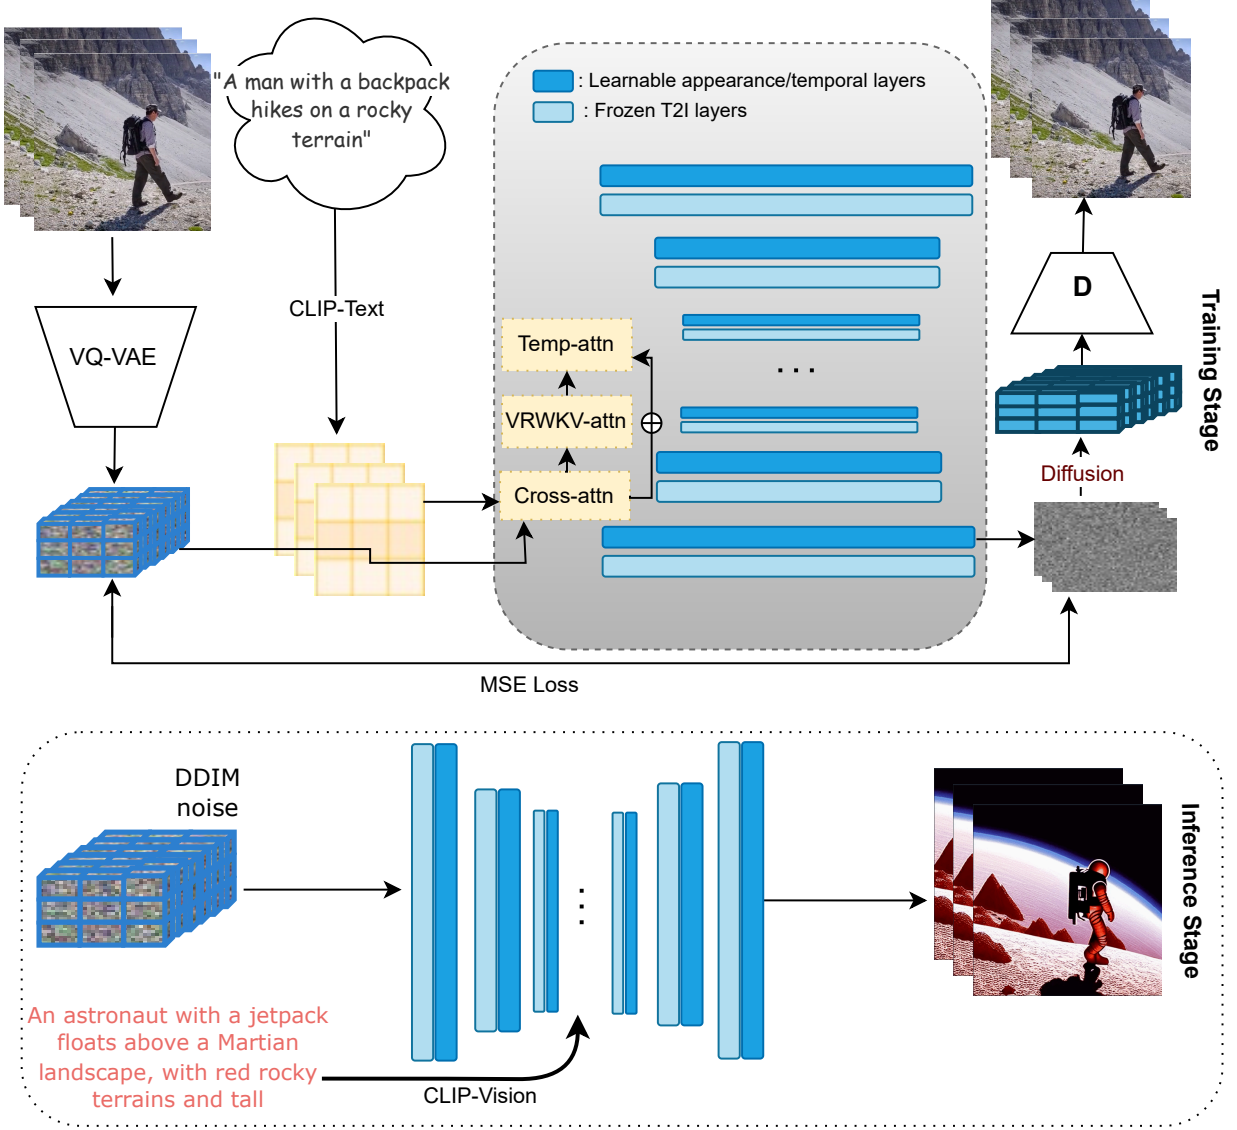 "A man with a backpack
hikes on a rocky
terrain"
: Learnable appearance/temporal layers
: Frozen T2I layers
CLIP-Text
VQ-VAE
Temp-attn
VRWKV-attn
Cross-attn
. . .
D
Diffusion
Training Stage
MSE Loss
DDIM
noise
An astronaut with a jetpack
floats above a Martian
landscape, with red rocky
terrains and tall
CLIP-Vision
. . .
Inference Stage